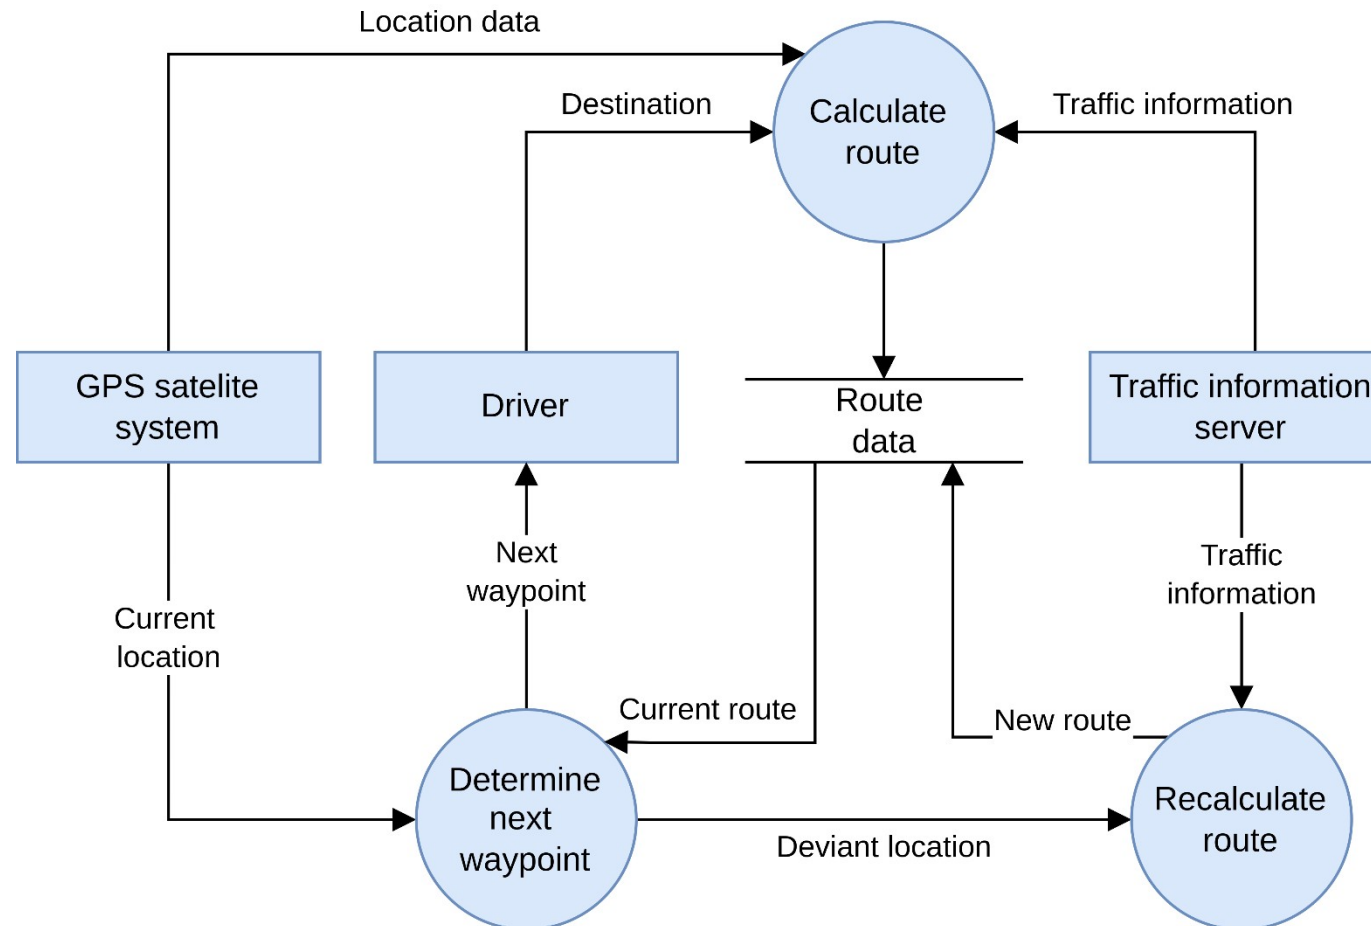 Location data
Destination
Traffic information
Calculate
route
GPS satelite
system
Driver
Route
data
Traffic information
server
Next
waypoint
Traffic
information
Current
location
Current route
New route
Determine
next
waypoint
Deviant location
Recalculate
route